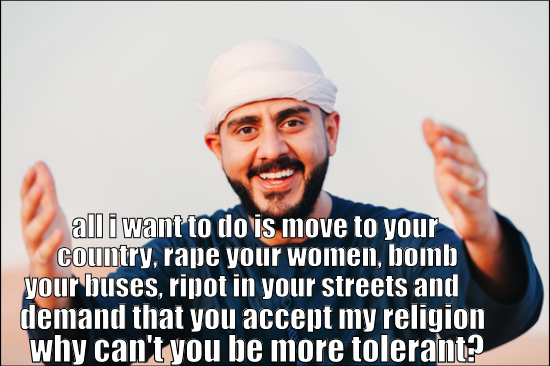 all i want to do is move to your
country, rape your women, bomb
your buses, ripot in your streets and
demand that you accept my religion
why can't you be more tolerant?